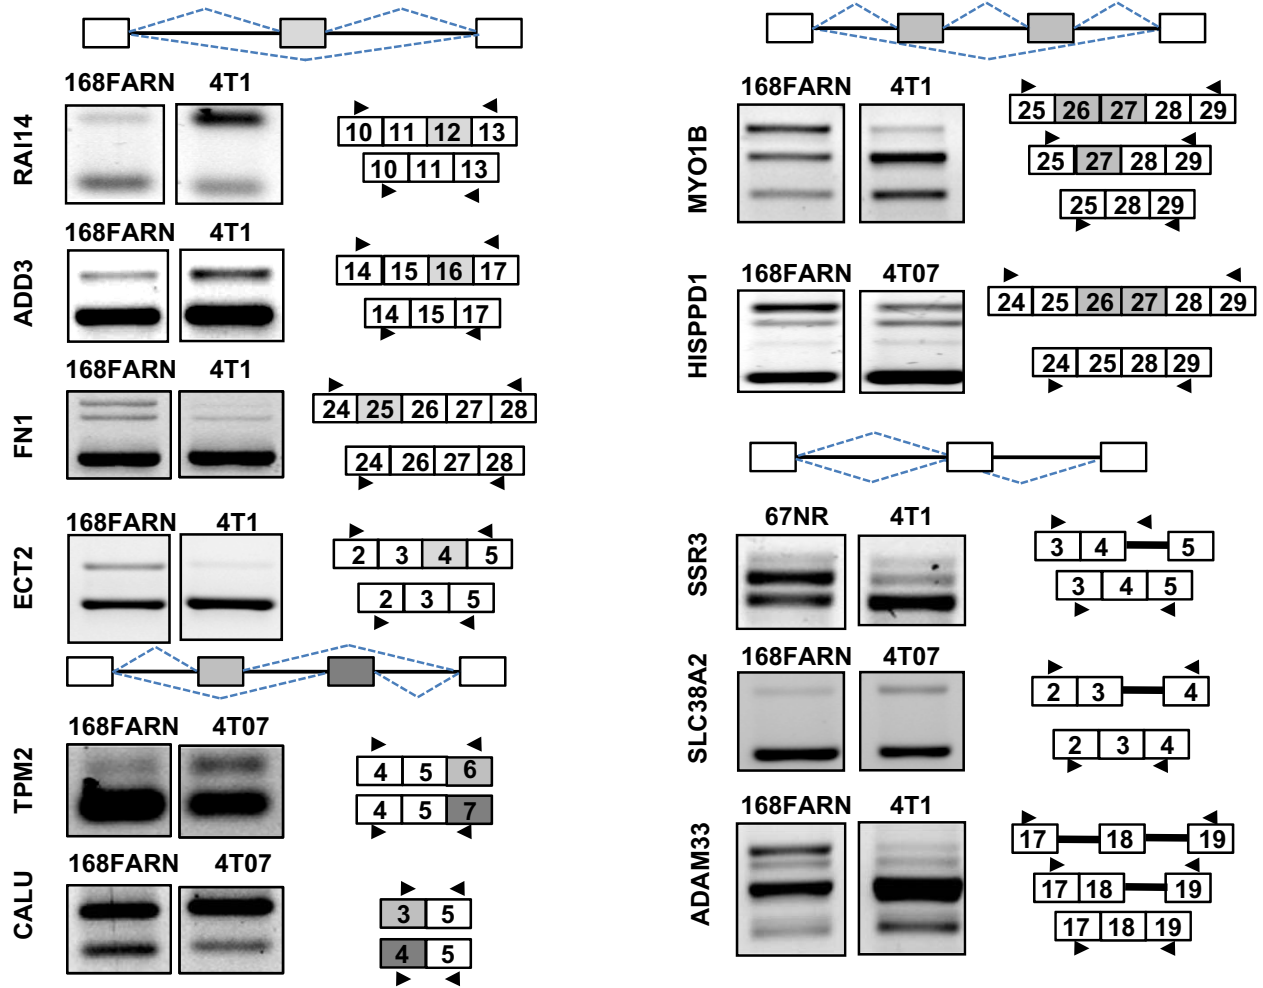 168FARN 4T1
RAI14
10 11 12 13
10 11 13
168FARN 4T1
ADD3
14 15 16 17
14 15 17
168FARN 4T1
FN1
24 25 26 27 28
24 26 27 28
168FARN 4T1
ECT2
2 3 4 5
2 3 5
168FARN 4T07
TPM2
4 5 6
4 5 7
168FARN 4T07
CALU
3 5
4 5
168FARN 4T1
MYO1B
25 26 27 28 29
25 27 28 29
25 28 29
168FARN 4T07
HISPPD1
24 25 26 27 28 29
24 25 28 29
67NR 4T1
SSR3
3 4 5
3 4 5
168FARN 4T07
SLC38A2
2 3 4
2 3 4
168FARN 4T1
ADAM33
17 18 19
17 18 19
17 18 19